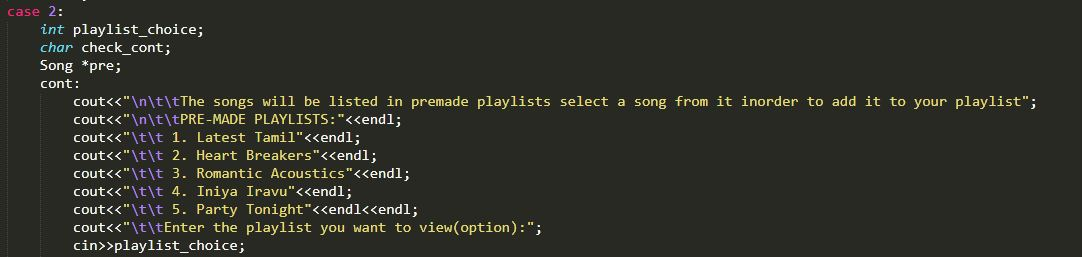 case 2:
    int playlist_choice;
    char check_cont;
    Song *pre;
    cont:
        cout<<"\n\t\tThe songs will be listed in premade playlists select a song from it inorder to add it to your playlist";
        cout<<"\n\t\tPRE-MADE PLAYLISTS:"<<endl;
        cout<<"\t\t 1. Latest Tamil"<<endl;
        cout<<"\t\t 2. Heart Breakers"<<endl;
        cout<<"\t\t 3. Romantic Acoustics"<<endl;
        cout<<"\t\t 4. Iniya Iravu"<<endl;
        cout<<"\t\t 5. Party Tonight"<<endl<<endl;
        cout<<"\t\tEnter the playlist you want to view(option):";
        cin>>playlist_choice;